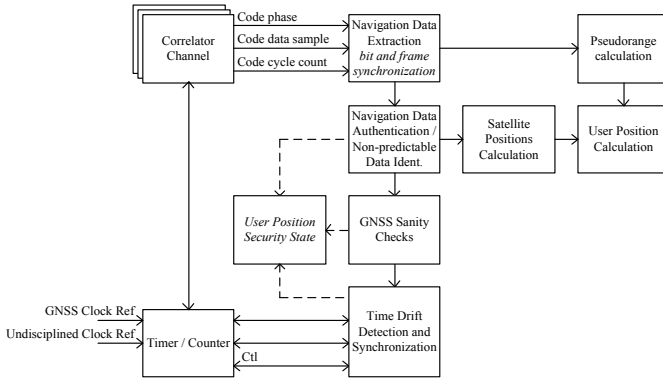 Code phase
Code data sample
Code cycle count
Correlator
Channel
Navigation Data
Extraction
bit and frame
synchronization
Pseudorange
calculation
Navigation Data
Authentication /
Non-predictable
Data Ident.
Satellite
Positions
Calculation
User Position
Calculation
User Position
Security State
GNSS Sanity
Checks
GNSS Clock Ref
Undisciplined Clock Ref
Timer / Counter
Ctl
Time Drift
Detection and
Synchronization